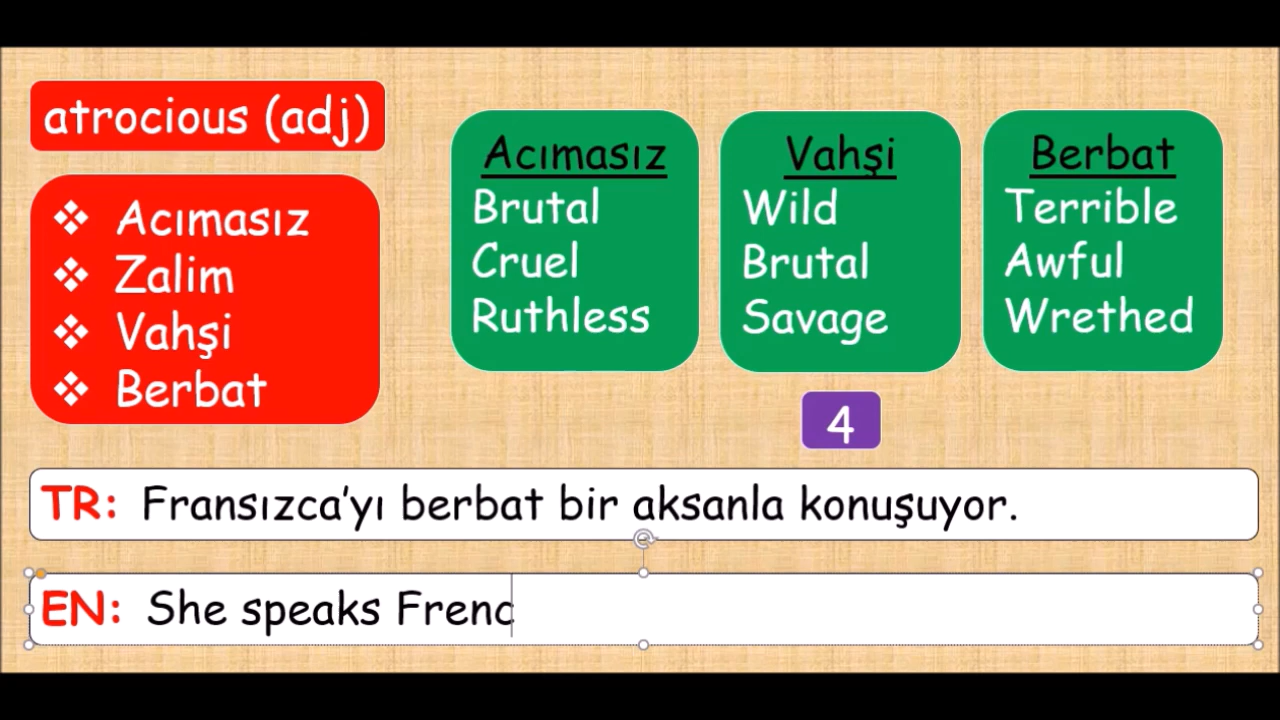 atrocious (adj)
❖ Acımasız
❖ Zalim
❖ Vahşi
❖ Berbat
Acımasız
Brutal
Cruel
Ruthless
Vahşi
Wild
Brutal
Savage
Berbat
Terrible
Awful
Wrethed
4
TR: Fransızca’yı berbat bir aksanla konuşuyor.
EN: She speaks Frenc